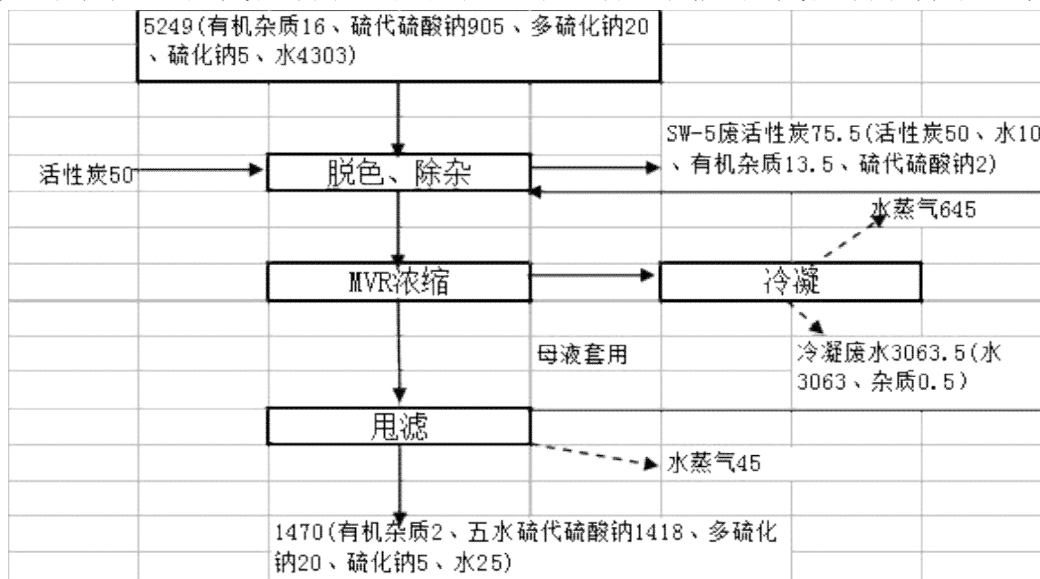 5249(有机杂质16、硫代硫酸钠905、多硫化钠20
、硫化钠5、水4303)
SW-5废活性炭75.5(活性炭50、水10
、有机杂质13.5、硫代硫酸钠2)
活性炭50
脱色、除杂
水蒸气645
MVR浓缩
冷凝
母液套用
冷凝废水3063.5(水
3063、杂质0.5)
甩滤
水蒸气45
1470(有机杂质2、五水硫代硫酸钠1418、多硫化
钠20、硫化钠5、水25)